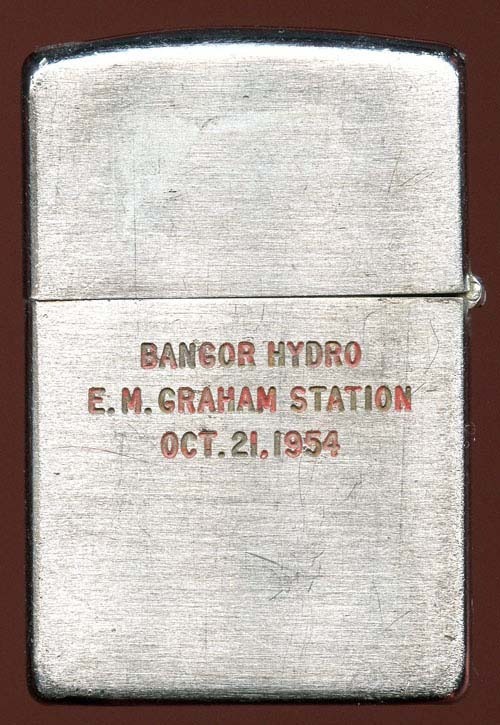 BANGOR HYDRO
E. M. GRAHAM STATION
OCT. 21, 1954